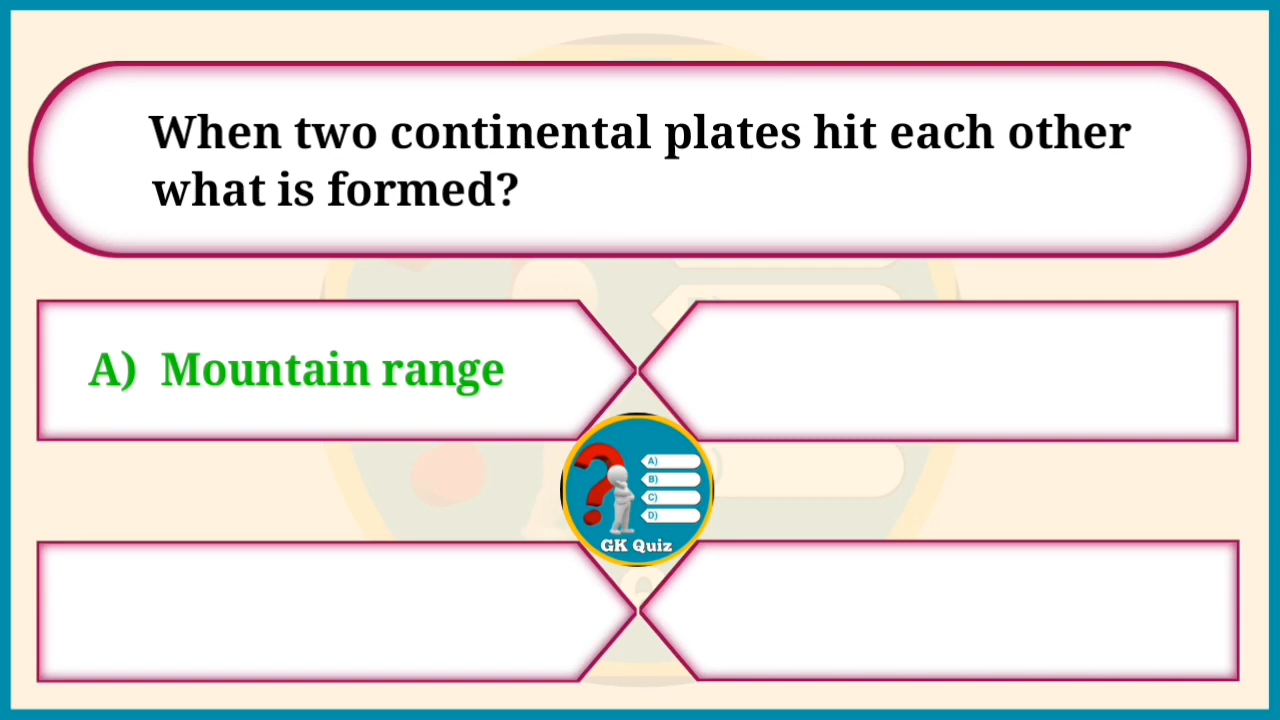 When two continental plates hit each other
what is formed?
A) Mountain range
A)
B)
C)
D)
GK Quiz